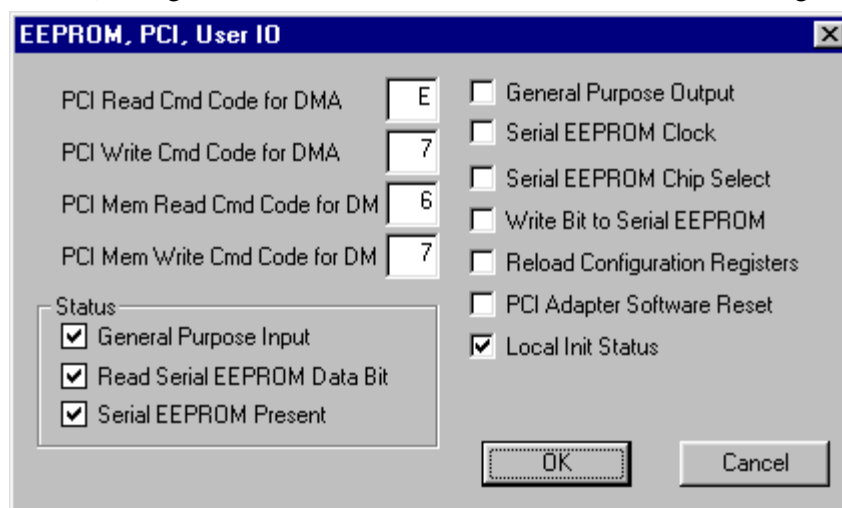 EEPROM, PCI, User IO
PCI Read Cmd Code for DMA E
PCI Write Cmd Code for DMA 7
PCI Mem Read Cmd Code for DM 6
PCI Mem Write Cmd Code for DM 7
Status
General Purpose Input
Read Serial EEPROM Data Bit
Serial EEPROM Present
General Purpose Output
Serial EEPROM Clock
Serial EEPROM Chip Select
Write Bit to Serial EEPROM
Reload Configuration Registers
PCI Adapter Software Reset
Local Init Status
OK Cancel